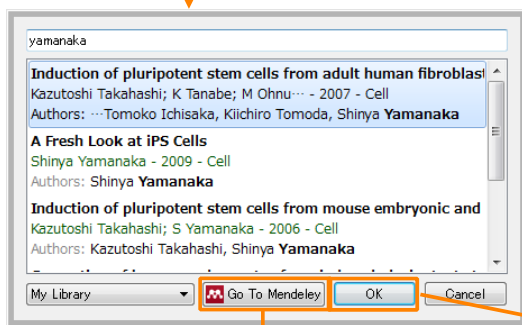 yamanaka
Induction of pluripotent stem cells from adult human fibroblast
Kazutoshi Takahashi; K Tanabe; M Ohnu··· - 2007 - Cell
Authors: ···Tomoko Ichisaka, Kiichiro Tomoda, Shinya Yamanaka
A Fresh Look at iPS Cells
Shinya Yamanaka - 2009 - Cell
Authors: Shinya Yamanaka
Induction of pluripotent stem cells from mouse embryonic and
Kazutoshi Takahashi; S Yamanaka - 2006 - Cell
Authors: Kazutoshi Takahashi, Shinya Yamanaka
My Library Go To Mendeley OK Cancel